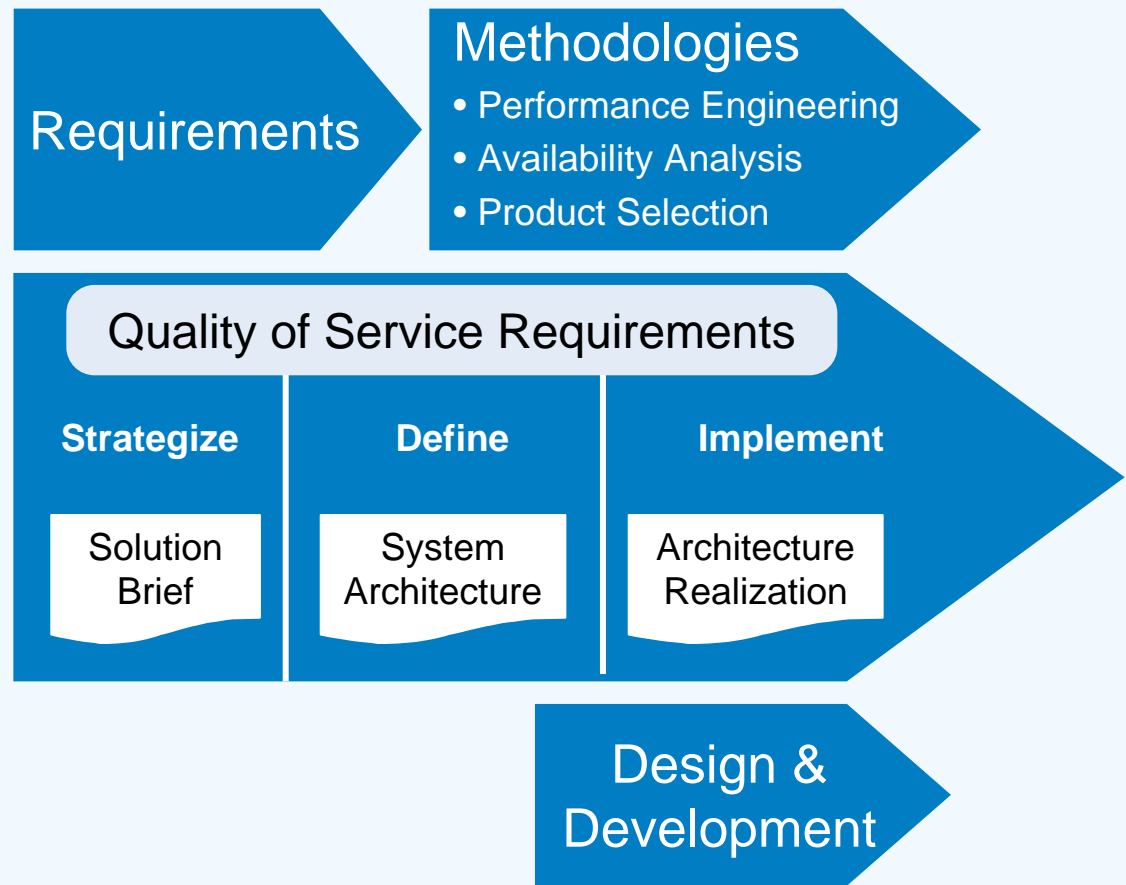 Requirements
Methodologies
• Performance Engineering
• Availability Analysis
• Product Selection
Quality of Service Requirements
Strategize
Define
Implement
Solution
Brief
System
Architecture
Architecture
Realization
Design &
Development